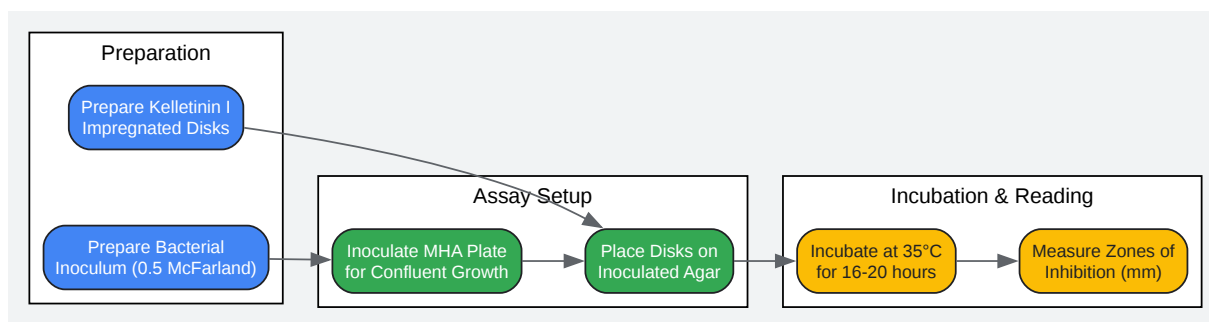 Preparation
Prepare Kelletinin I
Impregnated Disks
Prepare Bacterial
Inoculum (0.5 McFarland)
Assay Setup
Inoculate MHA Plate
for Confluent Growth
Place Disks on
Inoculated Agar
Incubation & Reading
Incubate at 35°C
for 16-20 hours
Measure Zones of
Inhibition (mm)